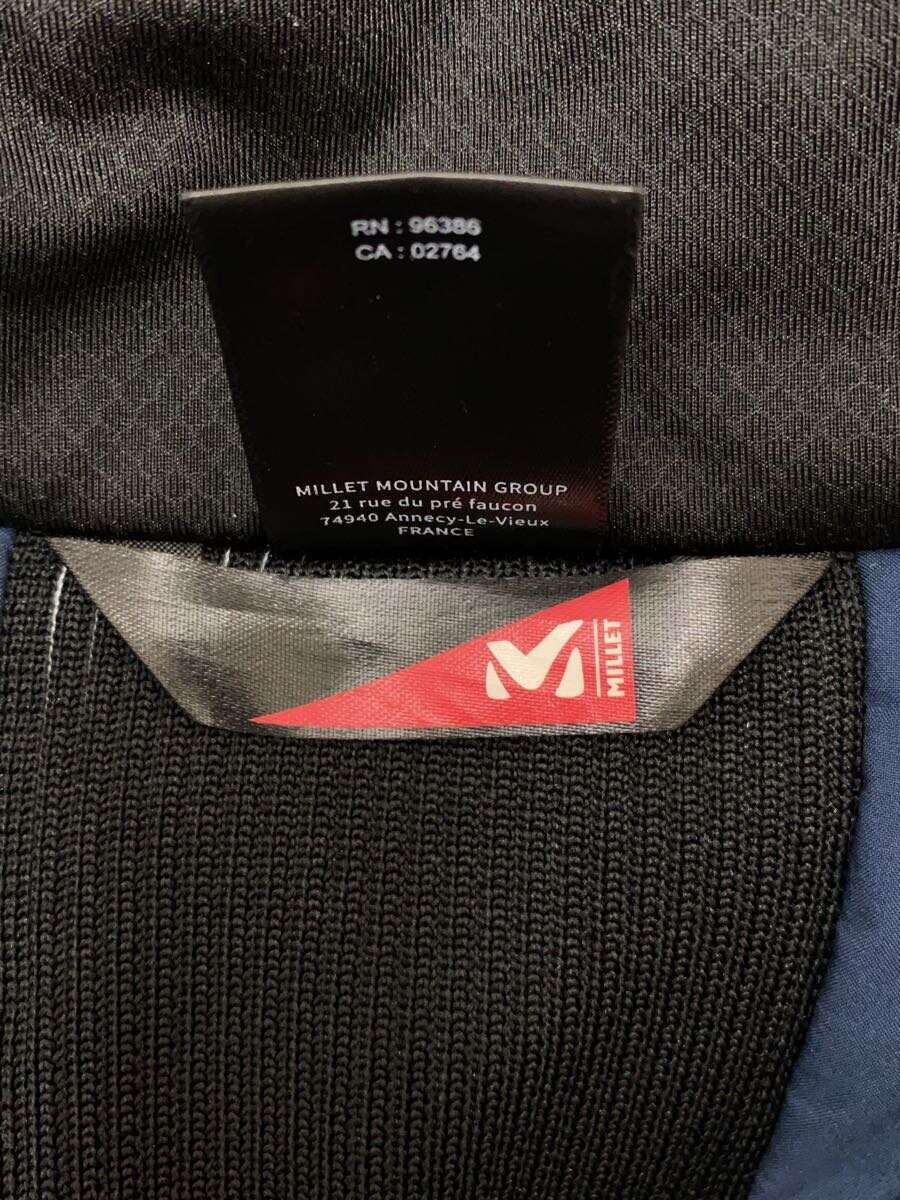 RN : 96386
CA : 02764
MILLET MOUNTAIN GROUP
21 rue du pré faucon
74940 Annecy-Le-Vieux
FRANCE
MILLET